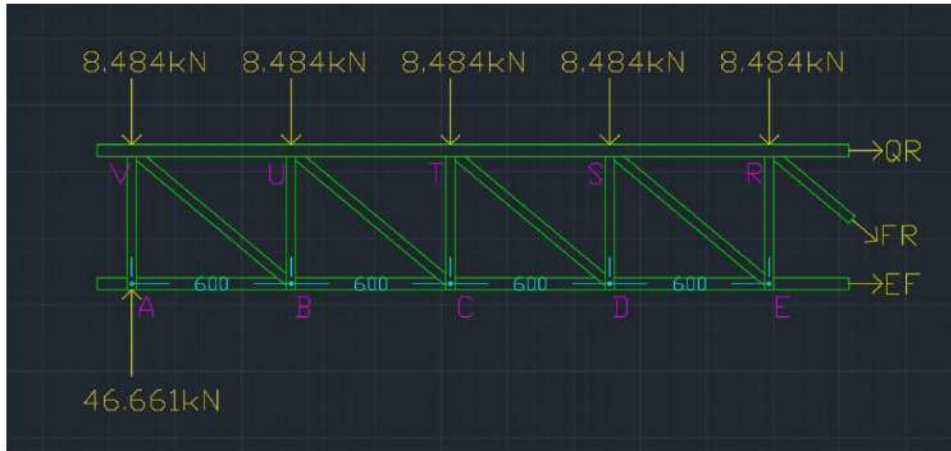 8.484kN 8.484kN 8.484kN 8.484kN 8.484kN
QR
V U T S R
FR
600 600 600 600
EF
A B C D E
46.661kN